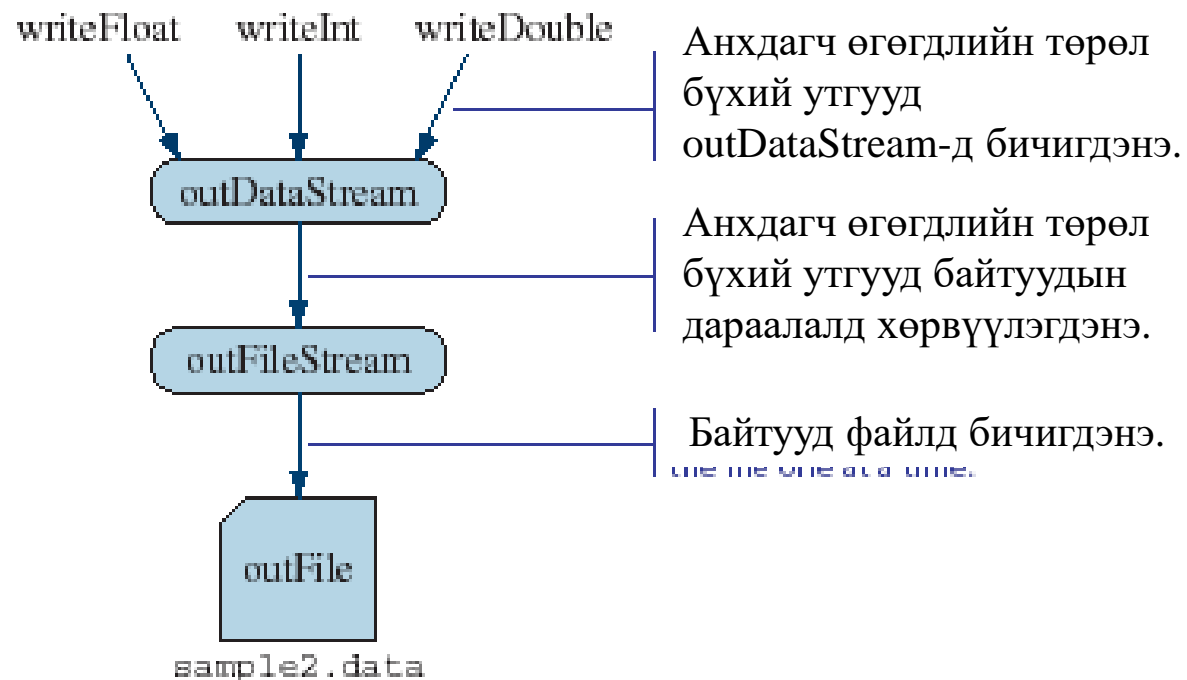 writeFloat writeInt writeDouble
Анхдагч өгөгдлийн төрөл
бүхий утгууд
outDataStream-д бичигдэнэ.
outDataStream
Анхдагч өгөгдлийн төрөл
бүхий утгууд байтуудын
дараалалд хөрвүүлэгдэнэ.
outFileStream
Байтууд файлд бичигдэнэ.
outFile
sample2.data